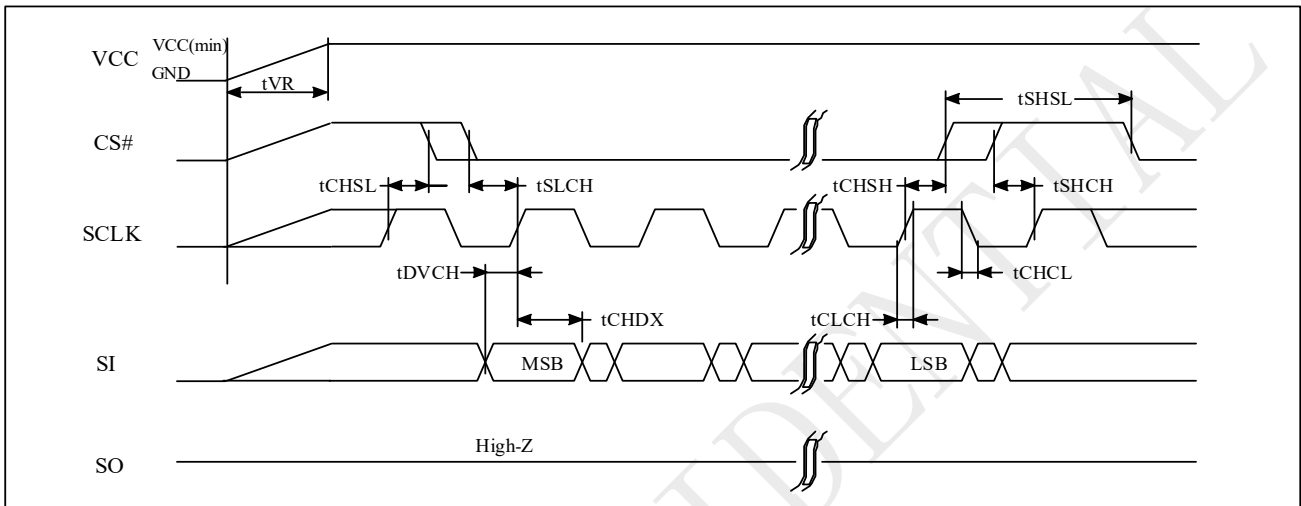 VCC
VCC(min)
GND
tVR
tSHSL
CS#
tCHSL
tSLCH
tCHSH
tSHCH
SCLK
tDVCH
tCHCL
tCHDX
tCLCH
SI
MSB
LSB
High-Z
SO
IDENTIAL